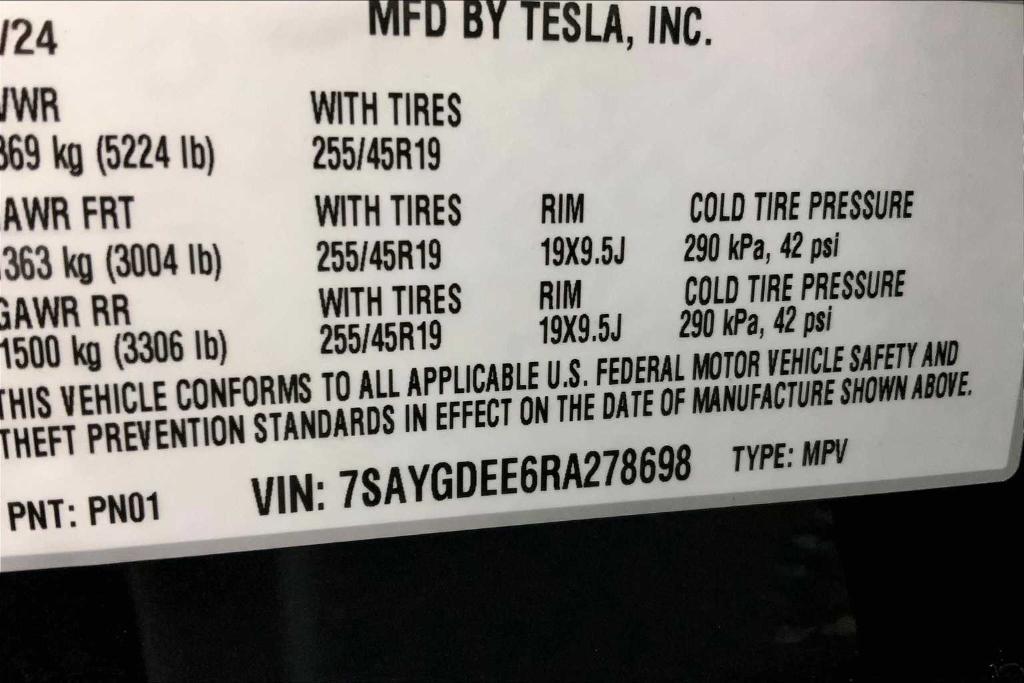 /24 MFD BY TESLA, INC.
VWR WITH TIRES
369 kg (5224 lb) 255/45R19
AWR FRT WITH TIRES RIM COLD TIRE PRESSURE
363 kg (3004 lb) 255/45R19 19X9.5J 290 kPa, 42 psi
GAWR RR WITH TIRES RIM COLD TIRE PRESSURE
1500 kg (3306 lb) 255/45R19 19X9.5J 290 kPa, 42 psi
THIS VEHICLE CONFORMS TO ALL APPLICABLE U.S. FEDERAL MOTOR VEHICLE SAFETY AND
THEFT PREVENTION STANDARDS IN EFFECT ON THE DATE OF MANUFACTURE SHOWN ABOVE.
PNT: PN01 VIN: 7SAYGDEE6RA278698 TYPE: MPV